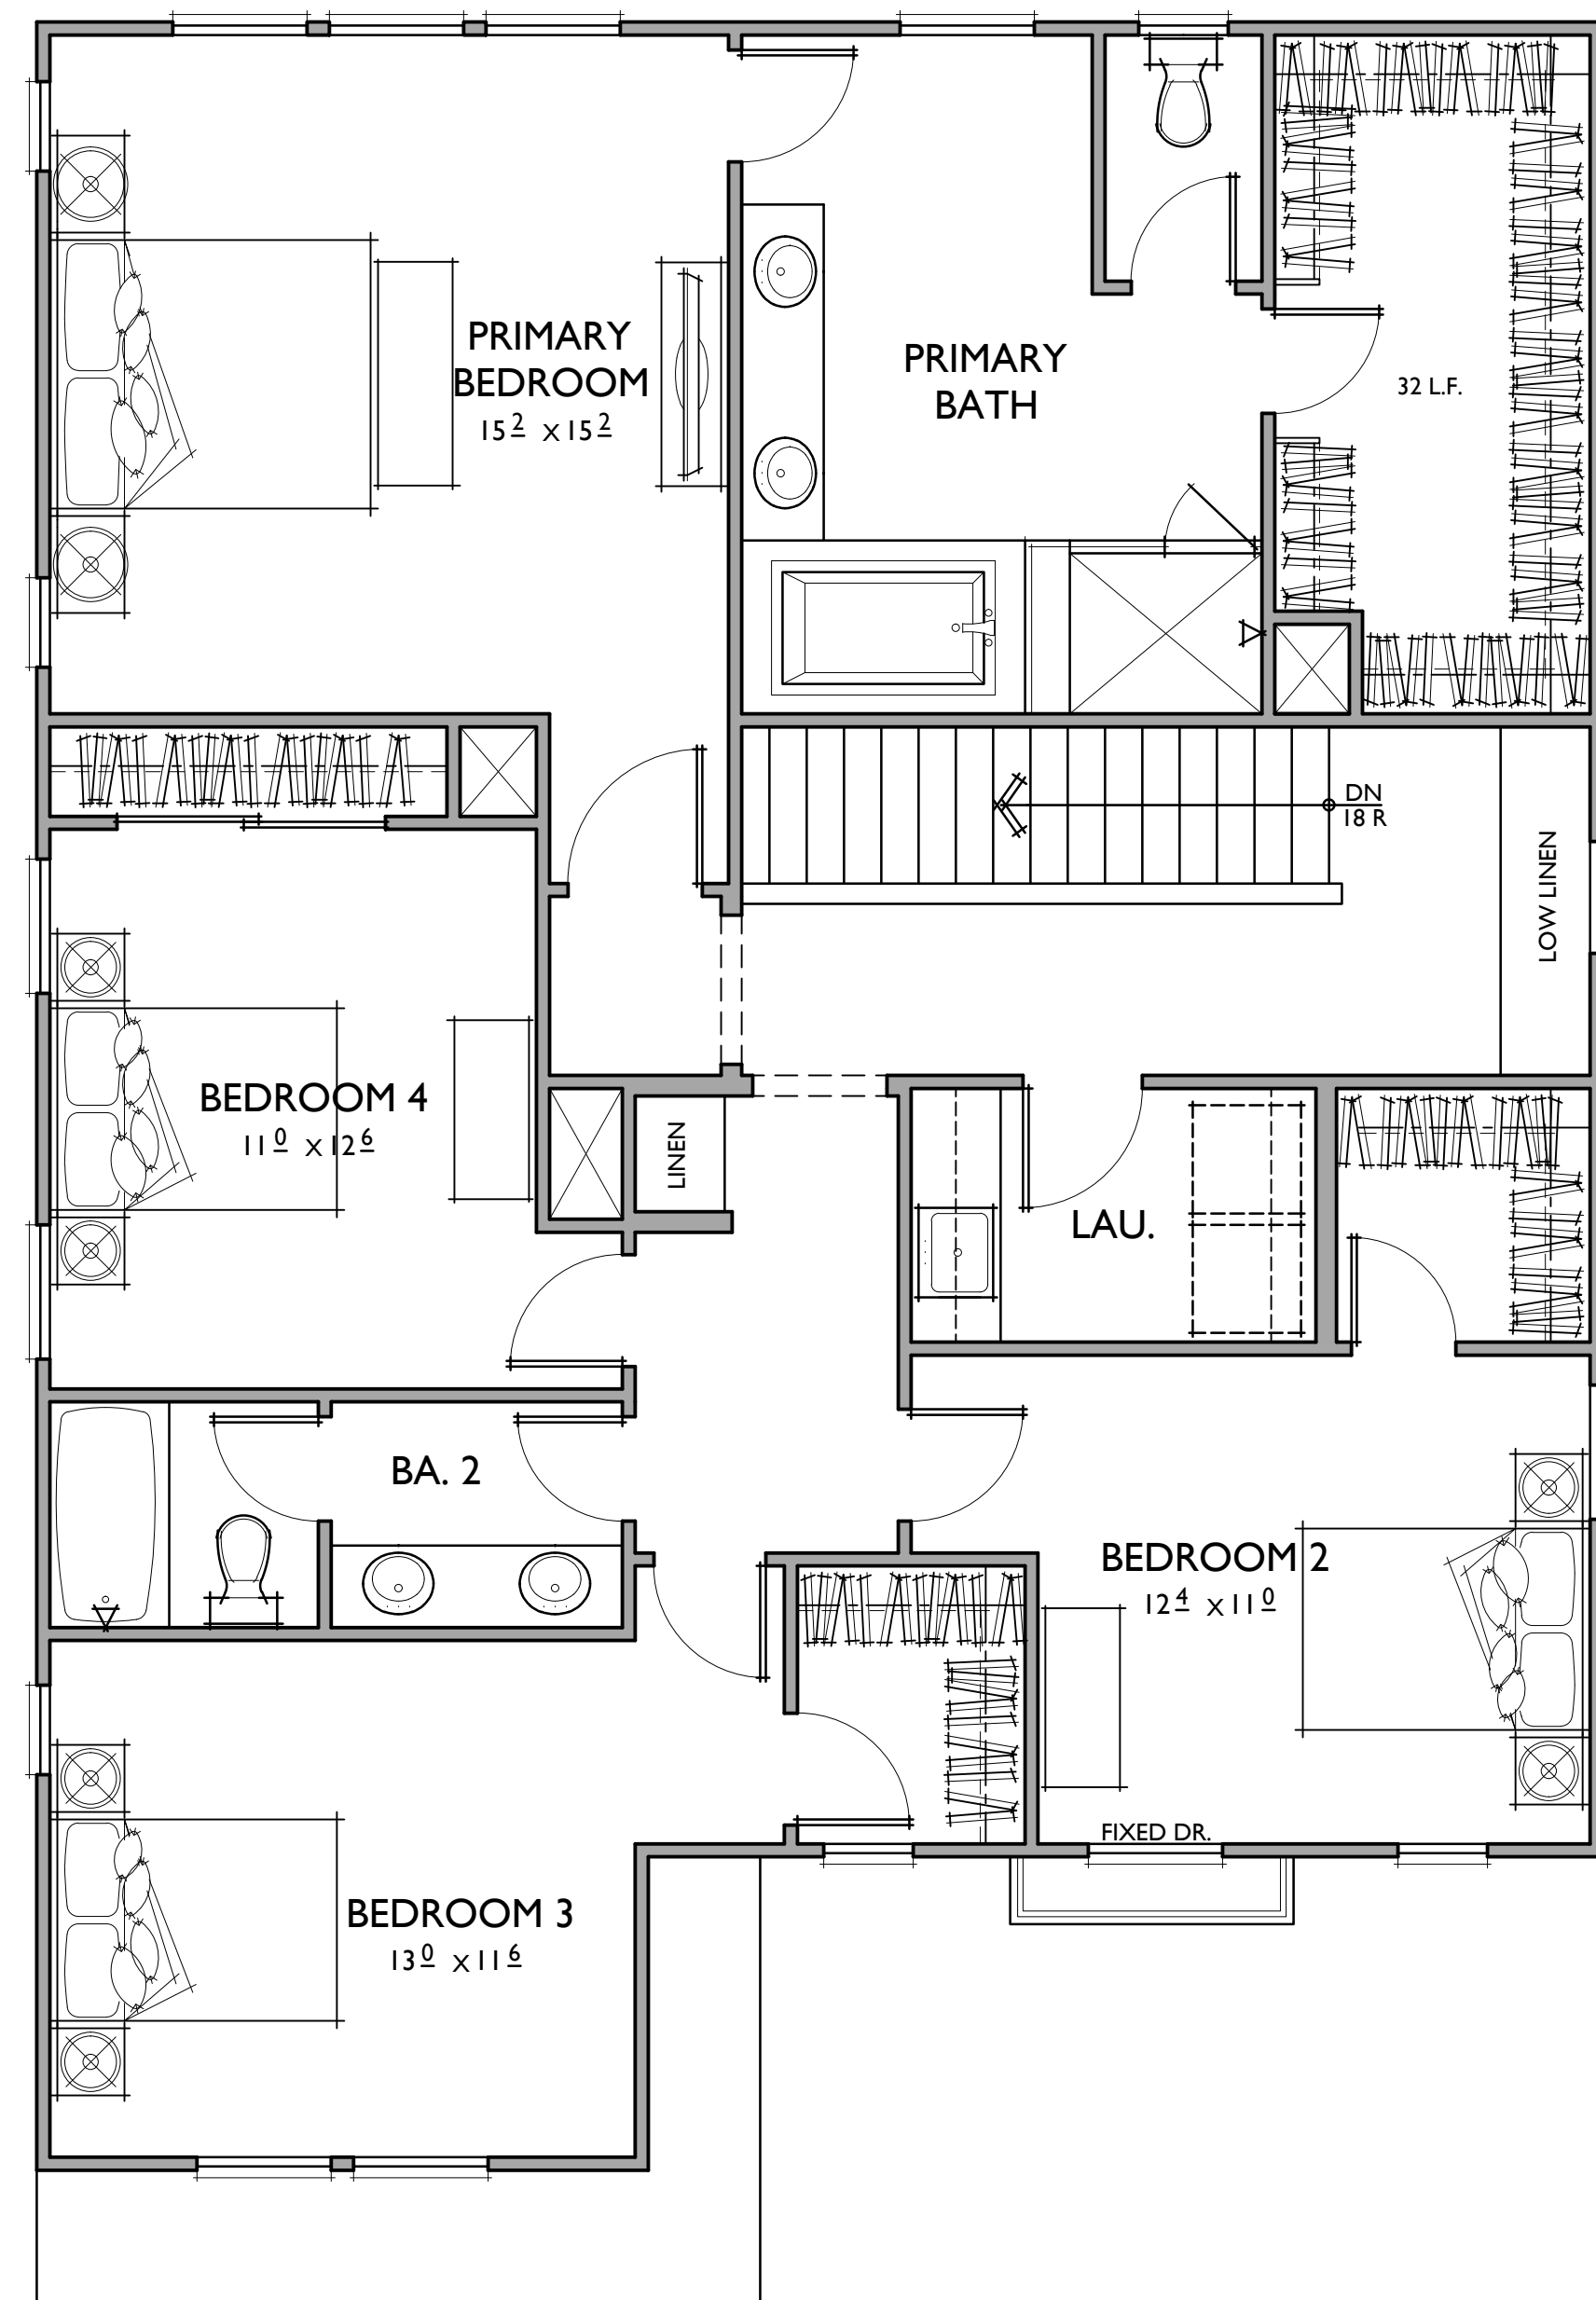 PRIMARY
BEDROOM
15 2 X 15 2
PRIMARY
BATH
32 L.F.
DN
18 R
LOW LINEN
BEDROOM 4
11 0 X 12 6
LINEN
LAU.
BA. 2
BEDROOM 2
12 4 X 11 0
FIXED DR.
BEDROOM 3
13 0 X 11 6